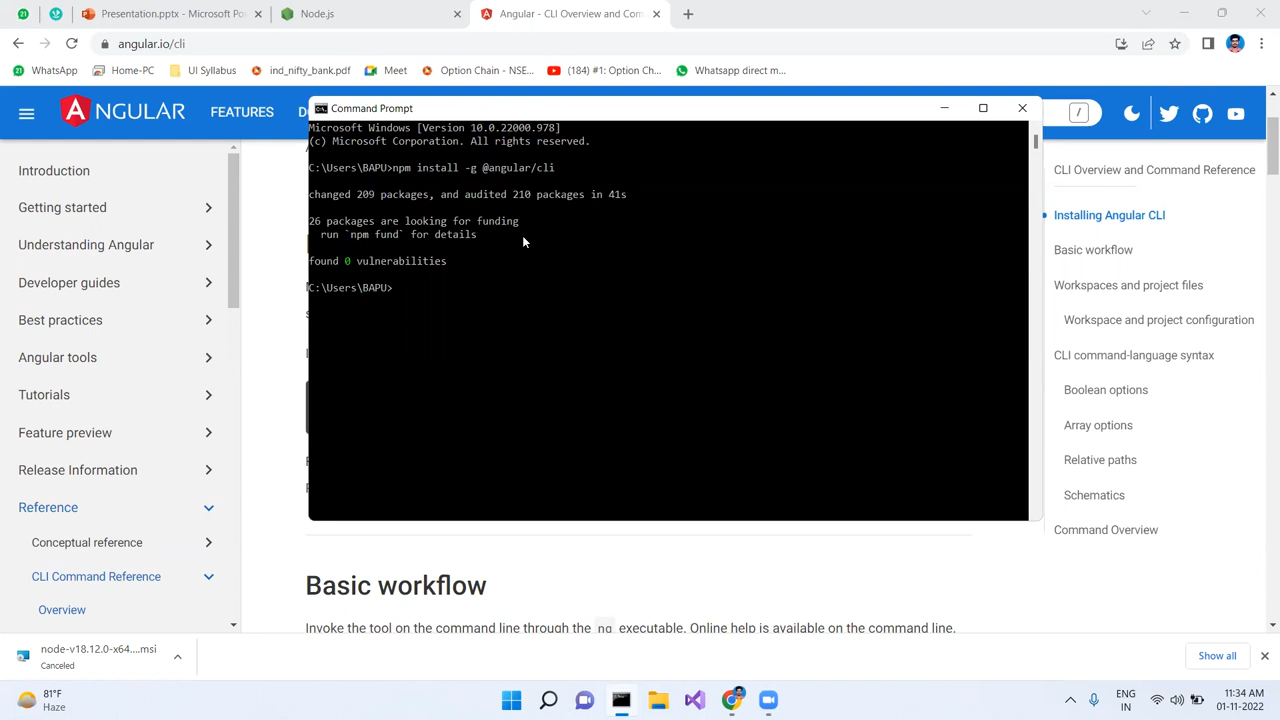 Presentation.pptx - Microsoft Po
Node.js
Angular - CLI Overview and Com
angular.io/cli
WhatsApp
Home-PC
UI Syllabus
ind_nifty_bank.pdf
Meet
Option Chain - NSE...
(184) #1: Option Ch...
Whatsapp direct m...
ANGULAR
FEATURES
D
/
Command Prompt
Microsoft Windows [Version 10.0.22000.978]
(c) Microsoft Corporation. All rights reserved.
C:\Users\BAPU>npm install -g @angular/cli
changed 209 packages, and audited 210 packages in 41s
26 packages are looking for funding
run `npm fund` for details
found 0 vulnerabilities
C:\Users\BAPU>
Introduction
Getting started
Understanding Angular
Developer guides
Best practices
Angular tools
Tutorials
Feature preview
Release Information
Reference
Conceptual reference
CLI Command Reference
Overview
CLI Overview and Command Reference
Installing Angular CLI
Basic workflow
Workspaces and project files
Workspace and project configuration
CLI command-language syntax
Boolean options
Array options
Relative paths
Schematics
Command Overview
Basic workflow
Invoke the tool on the command line through the ng executable. Online help is available on the command line.
node-v18.12.0-x64....msi
Canceled
Show all
81°F
Haze
ENG
IN
11:34 AM
01-11-2022